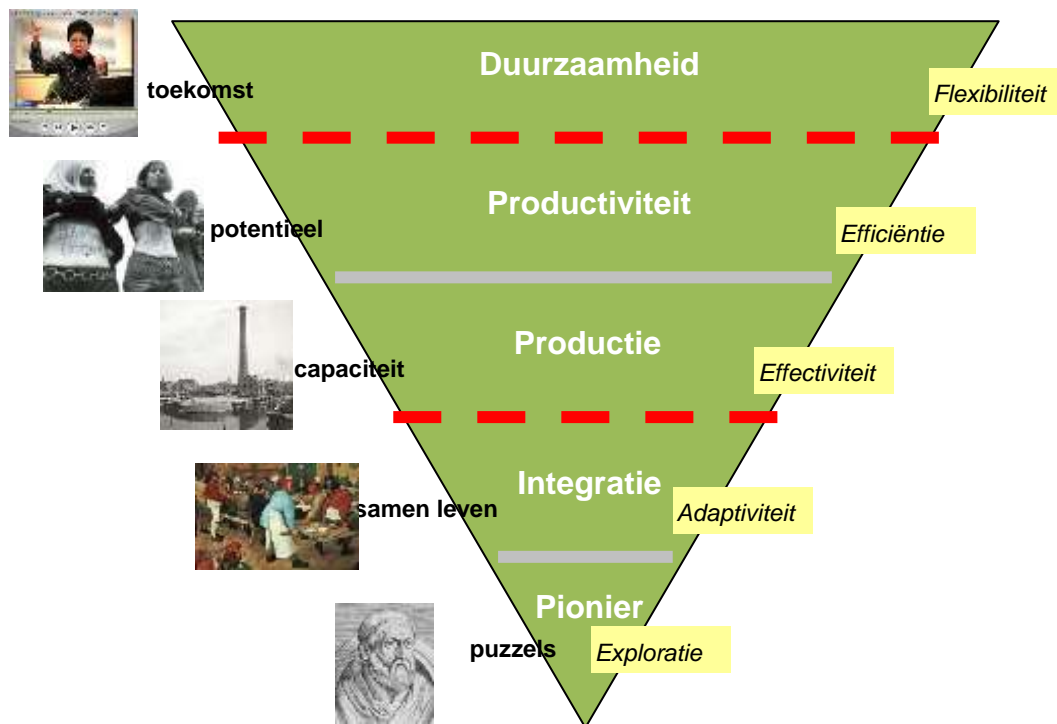 Duurzaamheid
toekomst
Flexibiliteit
Productiviteit
potentieel
Efficiëntie
Productie
capaciteit
Effectiviteit
Integratie
samen leven
Adaptiviteit
Pionier
puzzels
Exploratie